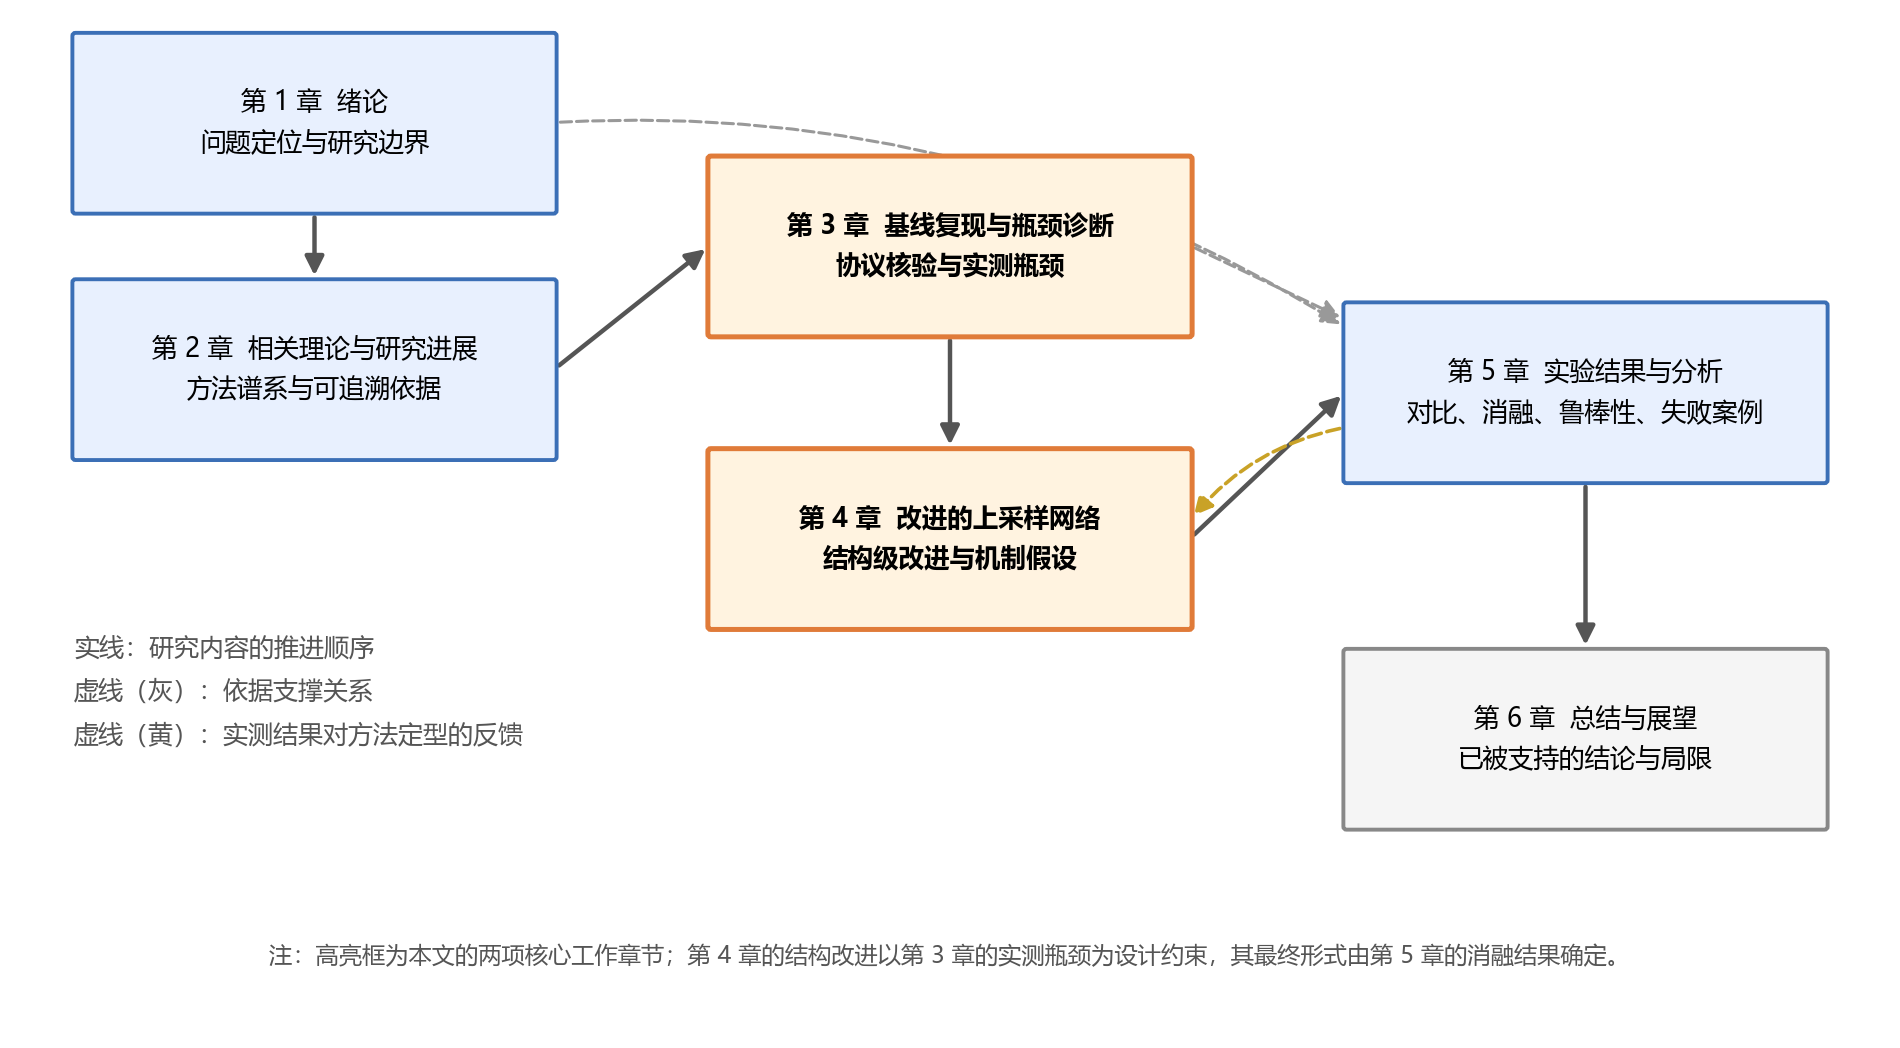 第 1 章  绪论
问题定位与研究边界
第 2 章  相关理论与研究进展
方法谱系与可追溯依据
第 3 章  基线复现与瓶颈诊断
协议核验与实测瓶颈
第 4 章  改进的上采样网络
结构级改进与机制假设
第 5 章  实验结果与分析
对比、消融、鲁棒性、失败案例
第 6 章  总结与展望
已被支持的结论与局限
实线：研究内容的推进顺序
虚线（灰）：依据支撑关系
虚线（黄）：实测结果对方法定型的反馈
注：高亮框为本文的两项核心工作章节；第 4 章的结构改进以第 3 章的实测瓶颈为设计约束，其最终形式由第 5 章的消融结果确定。